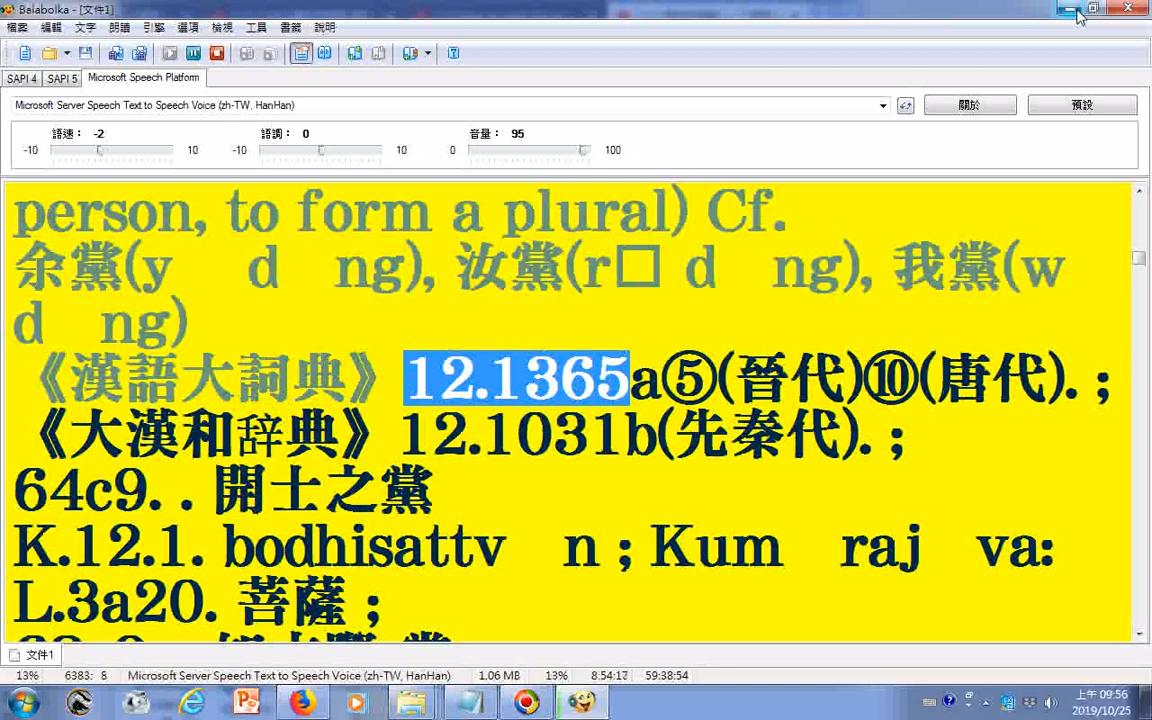 Balabolka - [文件1]
檔案 編輯 文字 朗讀 引擎 選項 檢視 工具 書籤 說明
SAPI 4 SAPI 5 Microsoft Speech Platform
Microsoft Server Speech Text to Speech Voice (zh-TW, HanHan)
關於 預設
語速： -2 語調： 0 音量： 95
-10 10 -10 10 0 100
person, to form a plural) Cf.
余黨(y d ng), 汝黨(r□ d ng), 我黨(w
d ng)
《漢語大詞典》 12.1365a⑤(晉代)⑩(唐代). ;
《大漢和辞典》 12.1031b(先秦代). ;
64c9. . 開士之黨
K.12.1. bodhisattv n ; Kum raj va:
L.3a20. 菩薩 ;
文件1
13% 6383: 8 Microsoft Server Speech Text to Speech Voice (zh-TW, HanHan) 1.06 MB 13% 8:54:17 59:38:54
上午 09:56
2019/10/25